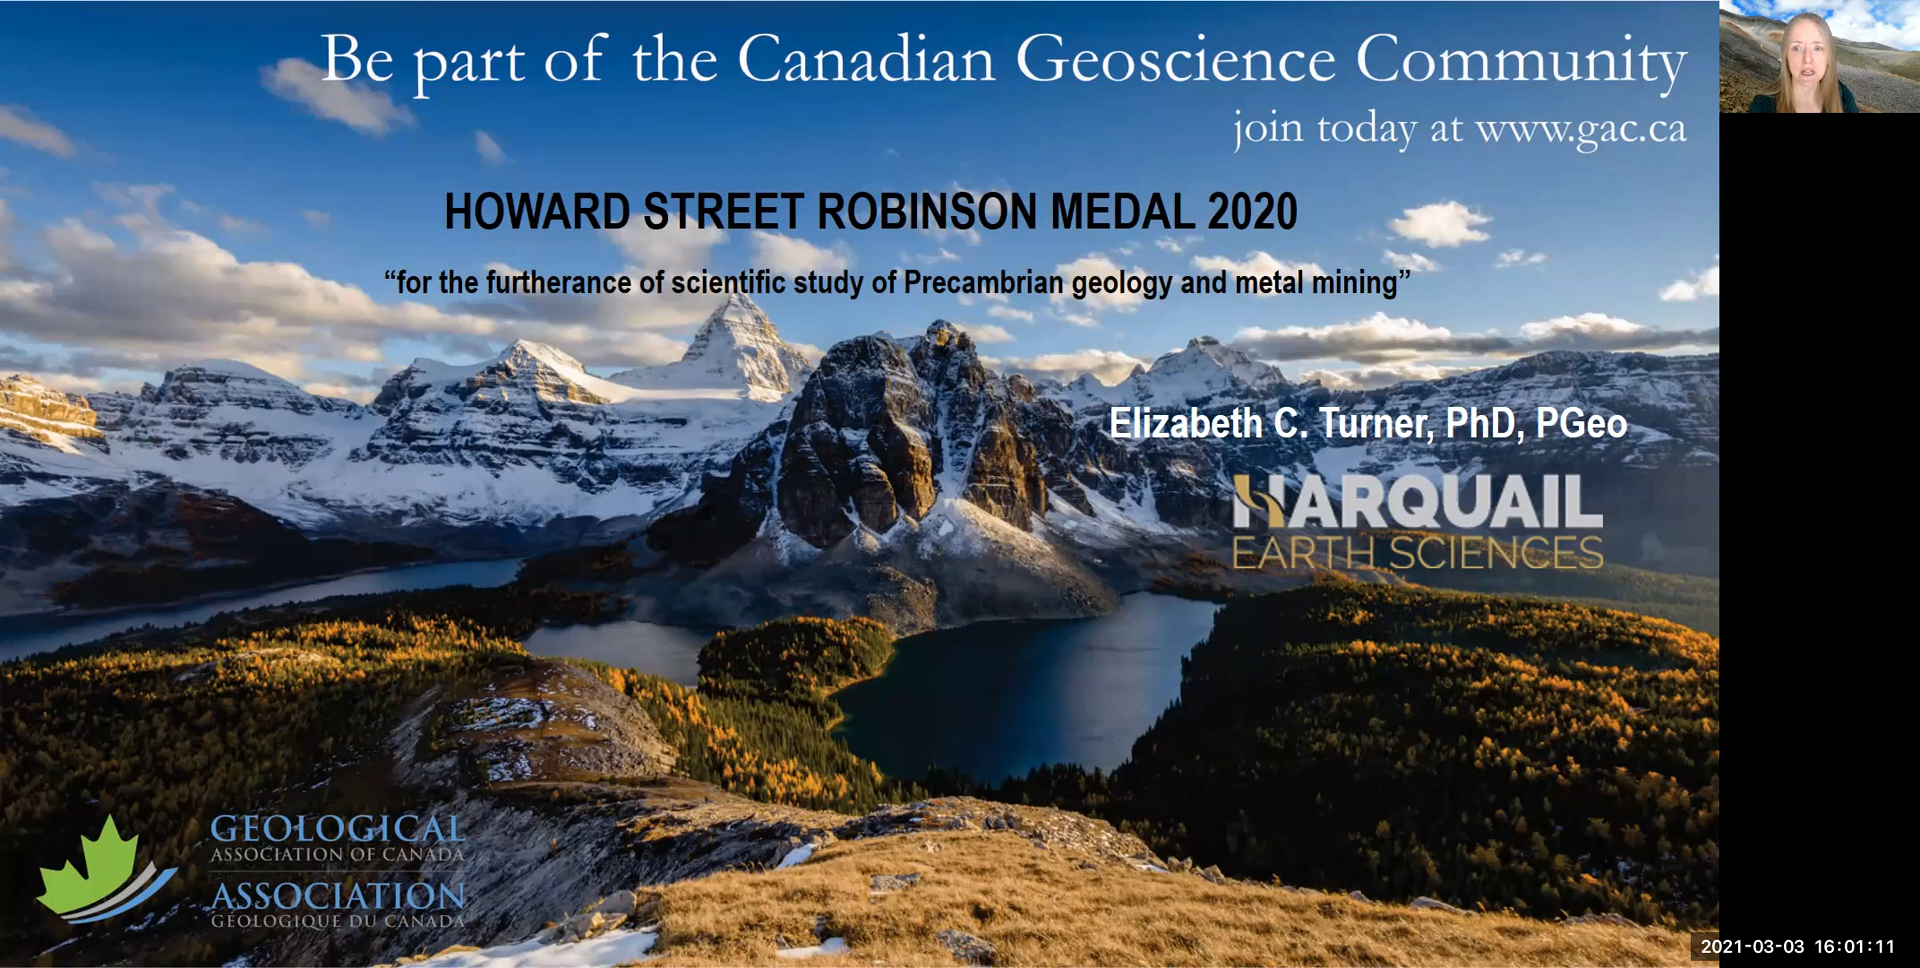 Be part of the Canadian Geoscience Community
join today at www.gac.ca
HOWARD STREET ROBINSON MEDAL 2020
“for the furtherance of scientific study of Precambrian geology and metal mining”
Elizabeth C. Turner, PhD, PGeo
HARQUAIL
EARTH SCIENCES
GEOLOGICAL
ASSOCIATION OF CANADA
ASSOCIATION
GÉOLOGIQUE DU CANADA
2021-03-03 16:01:11